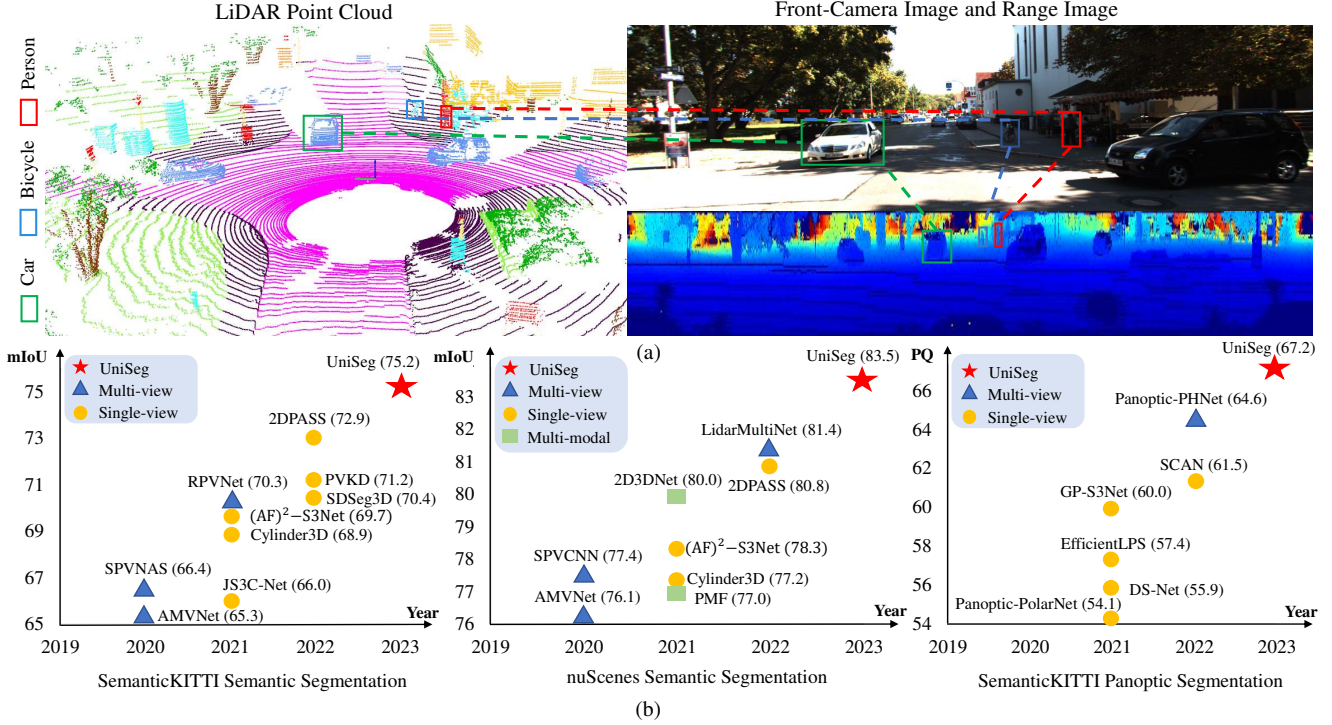 LiDAR Point Cloud
Front-Camera Image and Range Image
Person
Bicycle
Car
(a)
mIoU
75
73
71
69
67
65
2019
2020
2021
2022
2023
Year
UniSeg
Multi-view
Single-view
UniSeg (75.2)
2DPASS (72.9)
RPVNet (70.3)
PVKD (71.2)
SDSeg3D (70.4)
(AF)²−S3Net (69.7)
Cylinder3D (68.9)
SPVNAS (66.4)
JS3C-Net (66.0)
AMVNet (65.3)
SemanticKITTI Semantic Segmentation
mIoU
83
82
81
80
79
78
77
76
2019
2020
2021
2022
2023
Year
UniSeg
Multi-view
Single-view
Multi-modal
UniSeg (83.5)
LidarMultiNet (81.4)
2D3DNet (80.0)
2DPASS (80.8)
(AF)²−S3Net (78.3)
SPVCNN (77.4)
Cylinder3D (77.2)
AMVNet (76.1)
PMF (77.0)
nuScenes Semantic Segmentation
PQ
66
64
62
60
58
56
54
2019
2020
2021
2022
2023
Year
UniSeg
Multi-view
Single-view
UniSeg (67.2)
Panoptic-PHNet (64.6)
SCAN (61.5)
GP-S3Net (60.0)
EfficientLPS (57.4)
DS-Net (55.9)
Panoptic-PolarNet (54.1)
SemanticKITTI Panoptic Segmentation
(b)